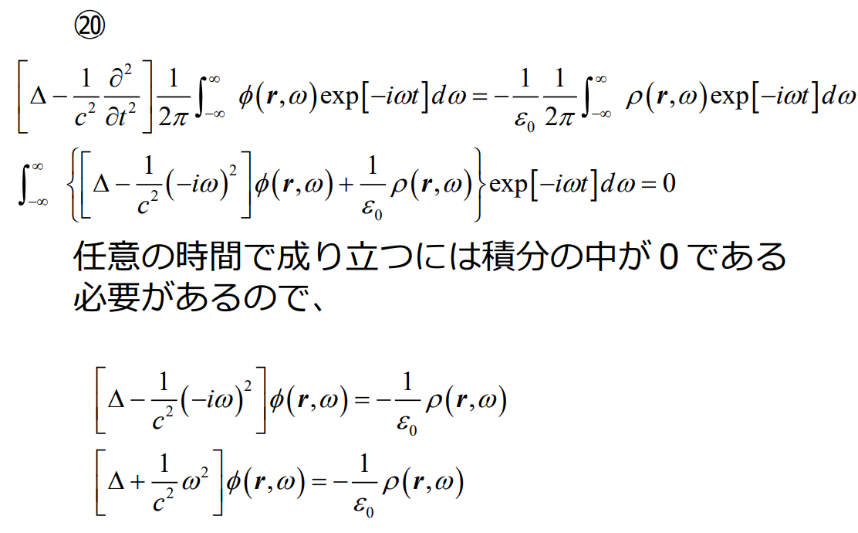 ⑳
[Δ − 1/c² ∂²/∂t²] 1/2π ∫_{−∞}^{∞} ϕ(r,ω)exp[−iωt]dω = − 1/ε₀ 1/2π ∫_{−∞}^{∞} ρ(r,ω)exp[−iωt]dω
∫_{−∞}^{∞} {[Δ − 1/c² (−iω)²]ϕ(r,ω) + 1/ε₀ ρ(r,ω)}exp[−iωt]dω = 0
任意の時間で成り立つには積分の中が0である
必要があるので、
[Δ − 1/c² (−iω)²]ϕ(r,ω) = − 1/ε₀ ρ(r,ω)
[Δ + 1/c² ω²]ϕ(r,ω) = − 1/ε₀ ρ(r,ω)